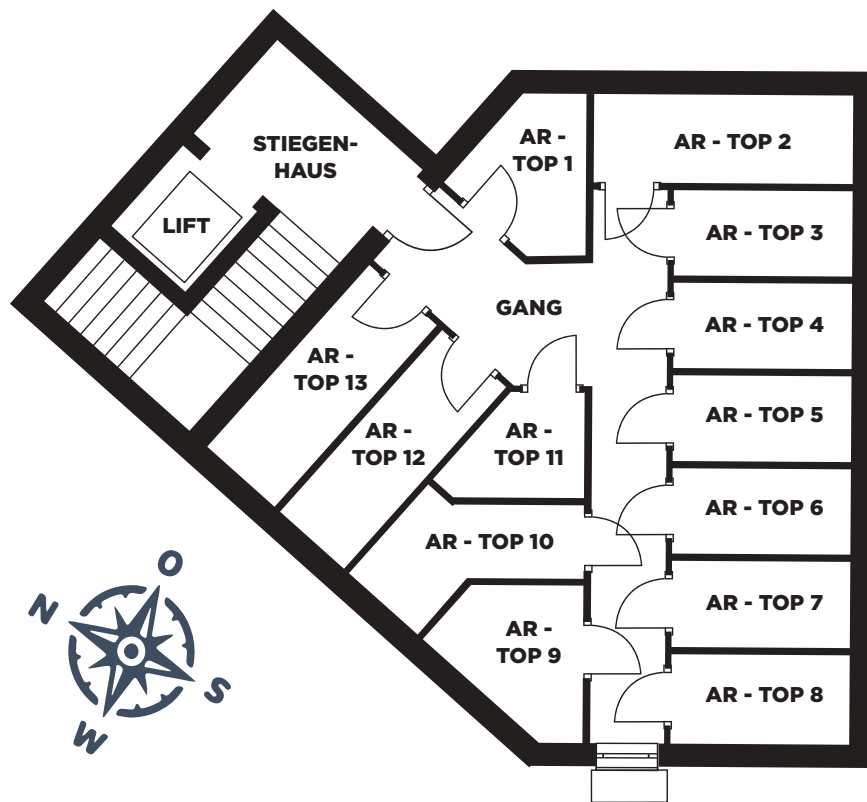 STIEGEN-
HAUS
LIFT
AR -
TOP 1
AR - TOP 2
AR - TOP 3
GANG
AR - TOP 4
AR -
TOP 13
AR - TOP 5
AR -
TOP 12
AR -
TOP 11
AR - TOP 6
AR - TOP 10
AR - TOP 7
AR -
TOP 9
AR - TOP 8
N
O
S
W